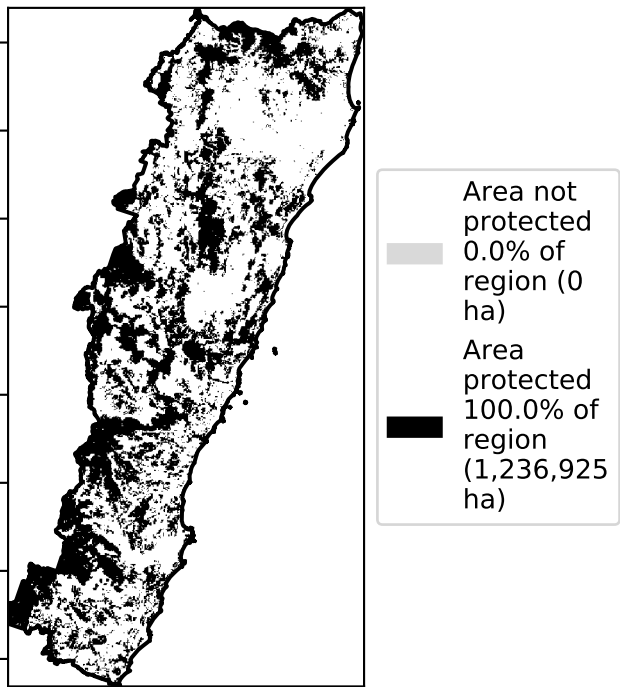 Area not
protected
0.0% of
region (0
ha)
Area
protected
100.0% of
region
(1,236,925
ha)